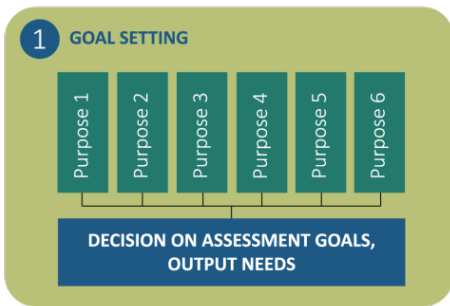 1 GOAL SETTING
Purpose 1
Purpose 2
Purpose 3
Purpose 4
Purpose 5
Purpose 6
DECISION ON ASSESSMENT GOALS,
OUTPUT NEEDS